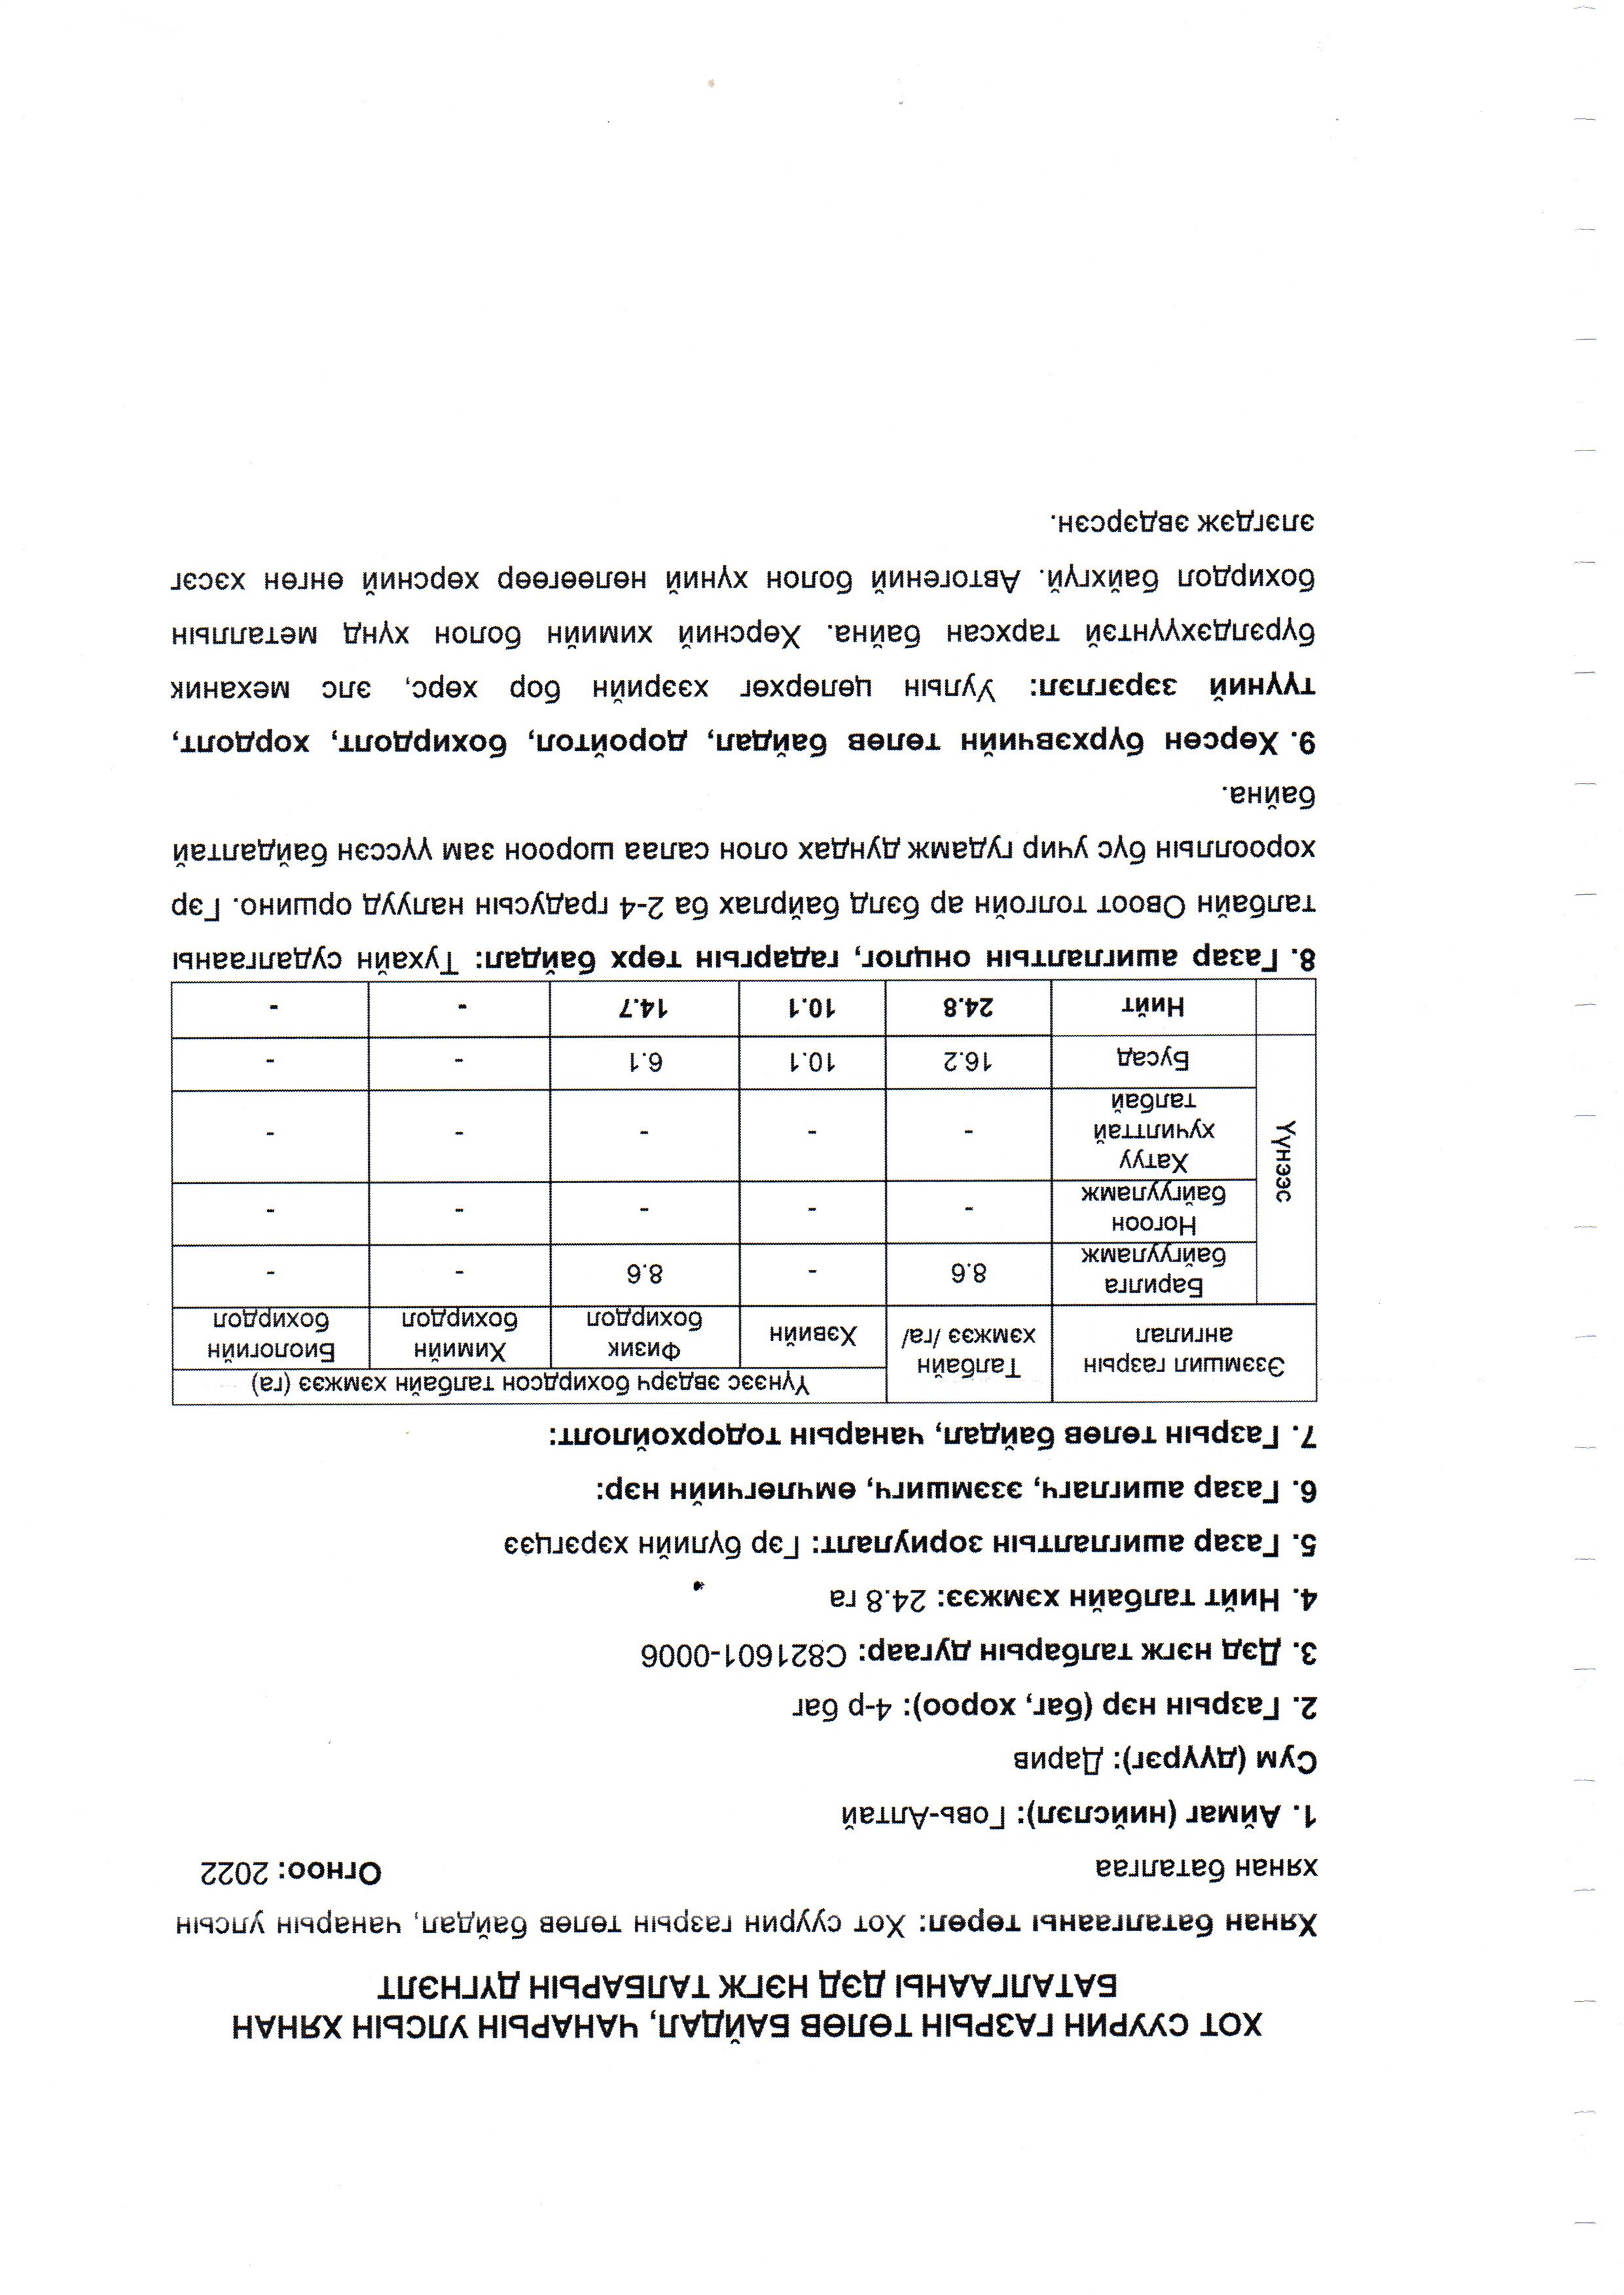 ХОТ СУУРИН ГАЗРЫН ТӨЛӨВ БАЙДАЛ, ЧАНАРЫН УЛСЫН ХЯНАН
БАТАЛГААНЫ ДЭД НЭГЖ ТАЛБАРЫН ДҮГНЭЛТ
Хянан баталгааны төрөл: Хот суурин газрын төлөв байдал, чанарын улсын
хянан баталгаа Огноо: 2022
1. Аймаг (нийслэл): Говь-Алтай
Сум (дүүрэг): Дарив
2. Газрын нэр (баг, хороо): 4-р баг
3. Дэд нэгж талбарын дугаар: C821601-0006
4. Нийт талбайн хэмжээ: 24.8 га
5. Газар ашиглалтын зориулалт: Гэр бүлийн хэрэгцээ
6. Газар ашиглагч, эзэмшигч, өмчлөгчийн нэр:
7. Газрын төлөв байдал, чанарын тодорхойлолт:
Үүнээс эвдэрч бохирдсон талбайн хэмжээ (га)
Эзэмшил газрын
ангилал
Талбайн
хэмжээ /га/
Хэвийн
Физик
бохирдол
Химийн
бохирдол
Биологийн
бохирдол
Үүнээс
Барилга
байгууламж
8.6 - 8.6 - -
Ногоон
байгууламж
- - - - -
Хатуу
хучилттай
талбай
- - - - -
Бусад 16.2 10.1 6.1 - -
Нийт 24.8 10.1 14.7 - -
8. Газар ашиглалтын онцлог, гадаргын төрх байдал: Тухайн судалгааны
талбайн Овоот толгойн ар бэлд байрлах ба 2-4 градусын налууд оршино. Гэр
хорооллын бүс учир гудамж дундах олон салаа шороон зам үүссэн байдалтай
байна.
9. Хөрсөн бүрхэвчийн төлөв байдал, доройтол, бохирдолт, хордолт,
түүний зэрэглэл: Уулын цөлөрхөг хээрийн бор хөрс, элс механик
бүрэлдэхүүнтэй тархсан байна. Хөрсний химийн болон хүнд металлын
бохирдол байхгүй. Автогений болон хүний нөлөөгөөр хөрсний өнгөн хэсэг
элэгдэж эвдэрсэн.